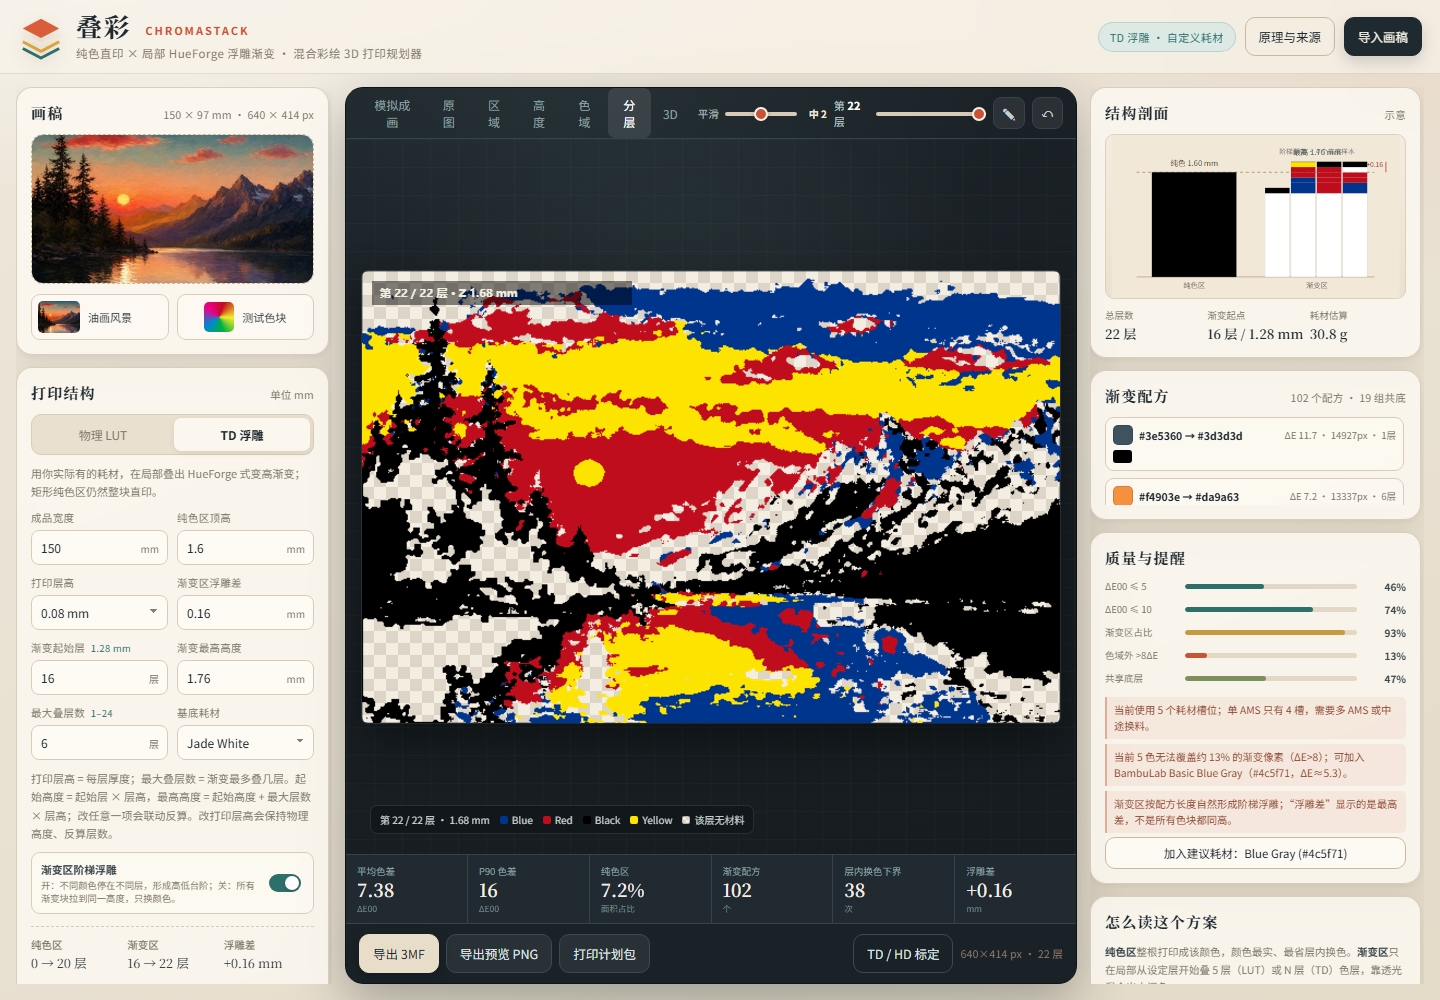 叠彩 CHROMASTACK
纯色直印 × 局部 HueForge 浮雕渐变 · 混合彩绘 3D 打印规划器
TD 浮雕 · 自定义耗材
原理与来源
导入画稿
画稿
150 × 97 mm · 640 × 414 px
油画风景
测试色块
打印结构
单位 mm
物理 LUT
TD 浮雕
用你实际有的耗材，在局部叠出 HueForge 式变高渐变；
矩形纯色区仍然整块直印。
成品宽度
纯色区顶高
150 mm
1.6 mm
打印层高
渐变区浮雕差
0.08 mm
0.16 mm
渐变起始层 1.28 mm
渐变最高高度
16 层
1.76 mm
最大叠层数 1–24
基底耗材
6 层
Jade White
打印层高 = 每层厚度；最大叠层数 = 渐变最多叠几层。起
始高度 = 起始层 × 层高，最高高度 = 起始高度 + 最大层数
× 层高；改任意一项会联动反算。改打印层高会保持物理
高度、反算层数。
渐变区阶梯浮雕
开：不同颜色停在不同层，形成高低台阶；关：所有
渐变块拉到同一高度，只换颜色。
纯色区
渐变区
浮雕差
0 → 20 层
16 → 22 层
+0.16 mm
模拟成
画
原
图
区
域
高
度
色
域
分
层
3D
平滑
中 2
第 22
层
第 22 / 22 层 • Z 1.68 mm
第 22 / 22 层 · 1.68 mm
Blue
Red
Black
Yellow
该层无材料
平均色差
7.38
ΔE00
P90 色差
16
ΔE00
纯色区
7.2%
面积占比
渐变配方
102
个
层内换色下界
38
次
浮雕差
+0.16
mm
导出 3MF
导出预览 PNG
打印计划包
TD / HD 标定
640×414 px · 22 层
结构剖面
示意
纯色 1.60 mm
+0.16
纯色区
渐变区
总层数
渐变起点
耗材估算
22 层
16 层 / 1.28 mm
30.8 g
渐变配方
102 个配方 · 19 组共底
#3e5360 → #3d3d3d
ΔE 11.7 · 14927px · 1层
#f4903e → #da9a63
ΔE 7.2 · 13337px · 6层
质量与提醒
ΔE00 ≤ 5
46%
ΔE00 ≤ 10
74%
渐变区占比
93%
色域外 >8ΔE
13%
共享底层
47%
当前使用 5 个耗材槽位；单 AMS 只有 4 槽，需要多 AMS 或中
途换料。
当前 5 色无法覆盖约 13% 的渐变像素（ΔE>8）；可加入
BambuLab Basic Blue Gray（#4c5f71，ΔE≈5.3）。
渐变区按配方长度自然形成阶梯浮雕；“浮雕差”显示的是最高
差，不是所有色块都同高。
加入建议耗材：Blue Gray (#4c5f71)
怎么读这个方案
纯色区整根打印成该颜色，颜色最实、最省层内换色。渐变区只
在局部从设定层开始叠 5 层（LUT）或 N 层（TD）色层，靠透光